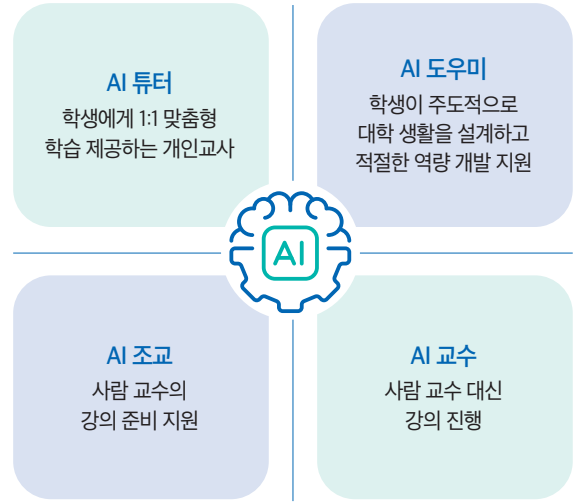 AI 튜터
학생에게 1:1 맞춤형
학습 제공하는 개인교사
AI 도우미
학생이 주도적으로
대학 생활을 설계하고
적절한 역량 개발 지원
AI
AI 조교
사람 교수의
강의 준비 지원
AI 교수
사람 교수 대신
강의 진행